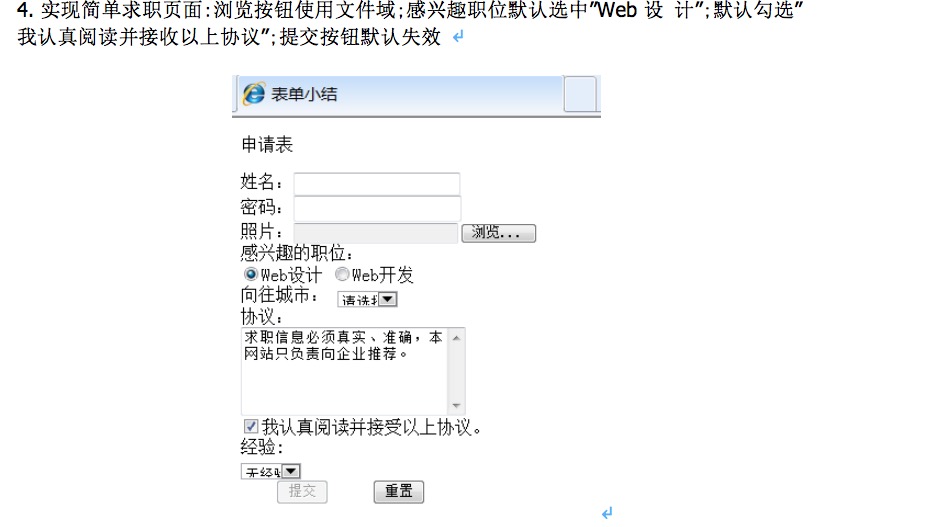 4. 实现简单求职页面:浏览按钮使用文件域;感兴趣职位默认选中”Web 设 计”;默认勾选”
我认真阅读并接收以上协议”;提交按钮默认失效
表单小结
申请表
姓名:
密码:
照片: 浏览...
感兴趣的职位:
Web设计 Web开发
向往城市: 请选
协议:
求职信息必须真实、准确，本
网站只负责向企业推荐。
我认真阅读并接受以上协议。
经验:
无经
提交 重置